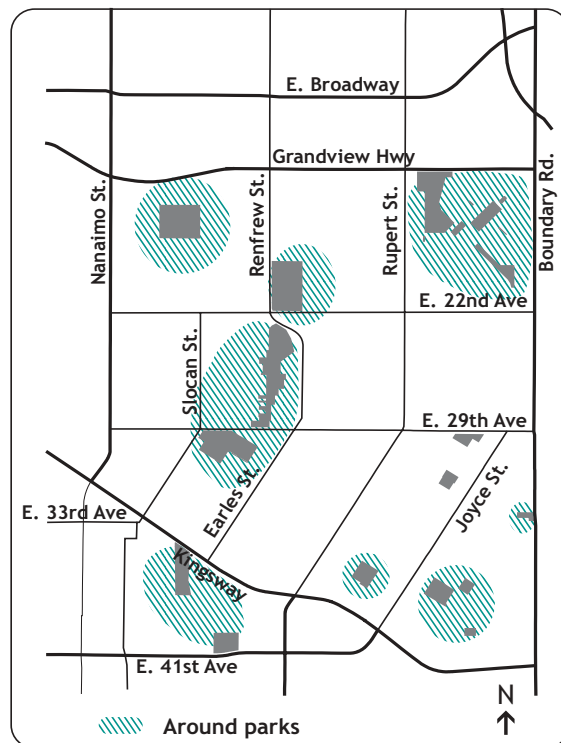 E. Broadway
Grandview Hwy
Nanaimo St.
Renfrew St.
Rupert St.
Boundary Rd.
E. 22nd Ave
Slocan St.
E. 29th Ave
Earles St.
Joyce St.
E. 33rd Ave
Kingsway
E. 41st Ave
N
Around parks